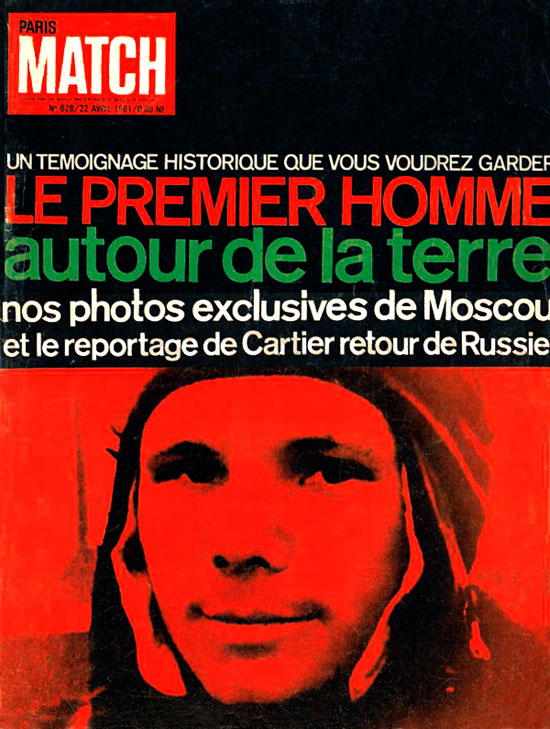 PARIS
MATCH
N° 628/22 AVRIL 1961/0,90 NF
UN TEMOIGNAGE HISTORIQUE QUE VOUS VOUDREZ GARDER
LE PREMIER HOMME
autour de la terre
nos photos exclusives de Moscou
et le reportage de Cartier retour de Russie